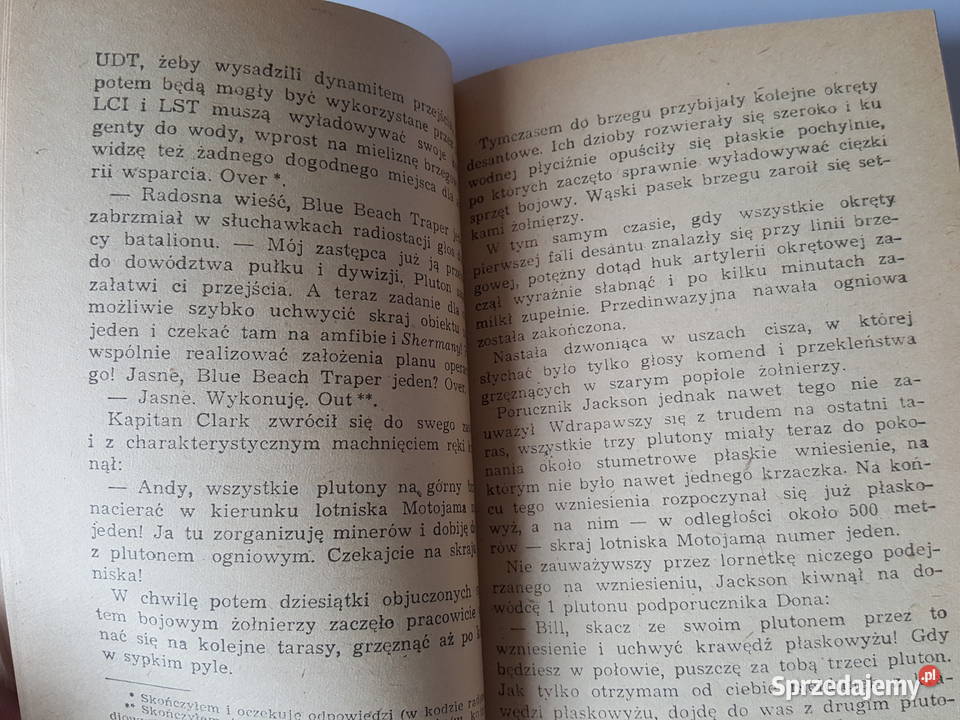 UDT, żeby wysadzili dynamitem
potem będą mogły być wykorzystane
LCI i LST muszą wyładowywać swoje
genty do wody, wprost na mieliznę
widzę też żadnego dogodnego miejsca dla
rii wsparcia. Over *.
— Radosna wieść, Blue Beach Traper
zabrzmiał w słuchawkach radiostacji głos
cy batalionu. — Mój zastępca już ją
do dowództwa pułku i dywizji. Pluton
załatwi ci przejścia. A teraz zadanie dla
możliwie szybko uchwycić skraj obiektu
jeden i czekać tam na amfibie i Shermany!
wspólnie realizować założenia planu
go! Jasne, Blue Beach Traper jeden? Over.
— Jasne. Wykonuję. Out **.
Kapitan Clark zwrócił się do swego
i z charakterystycznym machnięciem ręki
nął:
— Andy, wszystkie plutony na górny
nacierać w kierunku lotniska Motojama
jeden! Ja tu zorganizuję minerów i dobiję
z plutonem ogniowym. Czekajcie na skraju
niska!
W chwilę potem dziesiątki objuczonych
tem bojowym żołnierzy zaczęło pracowicie
nać się na kolejne tarasy, grzęznąć aż po
w sypkim pyle.
* Skończyłem i oczekuję odpowiedzi (w kodzie
** Skończyłem
Tymczasem do brzegu przybijały kolejne okręty
desantowe. Ich dzioby rozwierały się szeroko i ku
wodnej płyciźnie opuściły się płaskie pochylnie,
po których zaczęto sprawnie wyładowywać ciężki
sprzęt bojowy. Wąski pasek brzegu zaroił się set-
kami żołnierzy.
W tym samym czasie, gdy wszystkie okręty
pierwszej fali desantu znalazły się przy linii brze-
gowej, potężny dotąd huk artylerii okrętowej za-
czął wyraźnie słabnąć i po kilku minutach za-
milkł zupełnie. Przedinwazyjna nawała ogniowa
została zakończona.
Nastała dzwoniąca w uszach cisza, w której
słychać było tylko głosy komend i przekleństwa
grzęznących w szarym popiole żołnierzy.
Porucznik Jackson jednak nawet tego nie za-
uważył Wdrapawszy się z trudem na ostatni ta-
ras, wszystkie trzy plutony miały teraz do poko-
nania około stumetrowe płaskie wniesienie, na
którym nie było nawet jednego krzaczka. Na koń-
cu tego wzniesienia rozpoczynał się już płasko-
wyż, a na nim — w odległości około 500 met-
rów — skraj lotniska Motojama numer jeden.
Nie zauważywszy przez lornetkę niczego podej-
rzanego na wzniesieniu, Jackson kiwnął na do-
wódcę 1 plutonu podporucznika Dona:
— Bill, skacz ze swoim plutonem przez to
wzniesienie i uchwyć krawędź płaskowyżu! Gdy
będziesz w połowie, puszczę za tobą trzeci pluton.
Jak tylko otrzymam od ciebie
wędzi płaskowyżu, dojdę do was z drugim pluto-
Sprzedajemy.pl